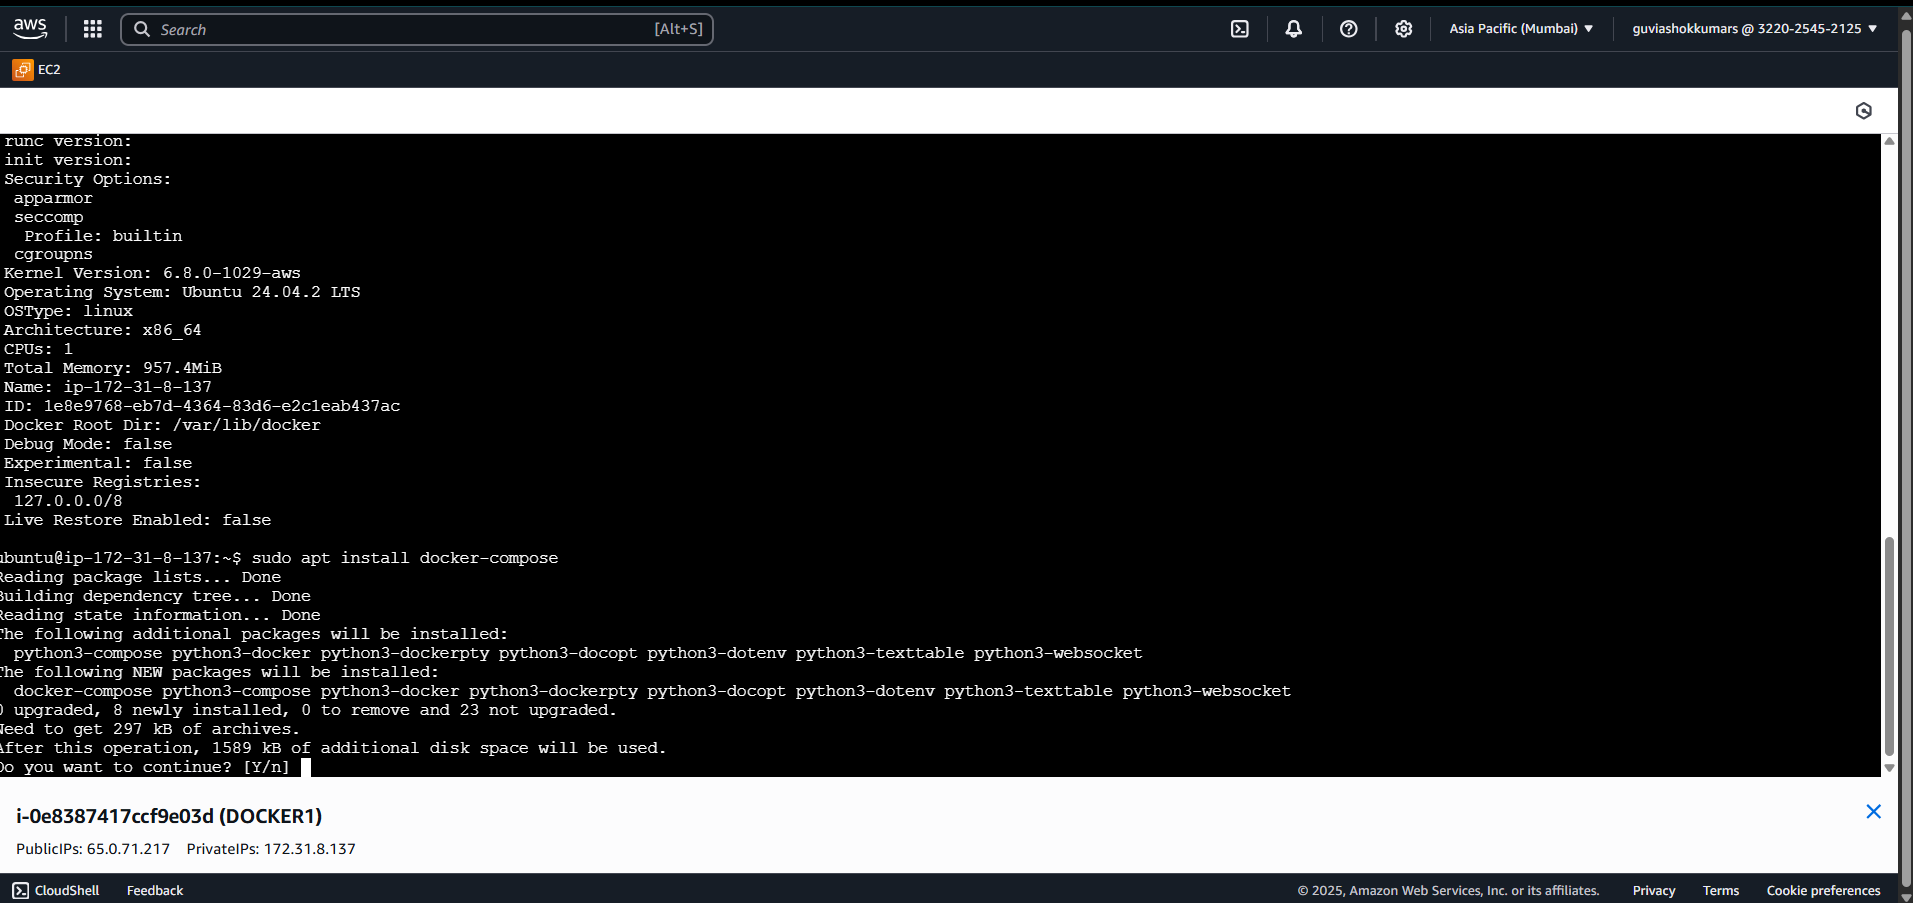 aws
Search
[Alt+S]
Asia Pacific (Mumbai)
guviashokkumars @ 3220-2545-2125
EC2
runc version:
init version:
Security Options:
apparmor
seccomp
Profile: builtin
cgroupns
Kernel Version: 6.8.0-1029-aws
Operating System: Ubuntu 24.04.2 LTS
OSType: linux
Architecture: x86_64
CPUs: 1
Total Memory: 957.4MiB
Name: ip-172-31-8-137
ID: 1e8e9768-eb7d-4364-83d6-e2c1eab437ac
Docker Root Dir: /var/lib/docker
Debug Mode: false
Experimental: false
Insecure Registries:
127.0.0.0/8
Live Restore Enabled: false
ubuntu@ip-172-31-8-137:~$ sudo apt install docker-compose
Reading package lists... Done
Building dependency tree... Done
Reading state information... Done
The following additional packages will be installed:
python3-compose python3-docker python3-dockerpty python3-docopt python3-dotenv python3-texttable python3-websocket
The following NEW packages will be installed:
docker-compose python3-compose python3-docker python3-dockerpty python3-docopt python3-dotenv python3-texttable python3-websocket
0 upgraded, 8 newly installed, 0 to remove and 23 not upgraded.
Need to get 297 kB of archives.
After this operation, 1589 kB of additional disk space will be used.
Do you want to continue? [Y/n]
i-0e8387417ccf9e03d (DOCKER1)
PublicIPs: 65.0.71.217 PrivateIPs: 172.31.8.137
CloudShell Feedback © 2025, Amazon Web Services, Inc. or its affiliates. Privacy Terms Cookie preferences